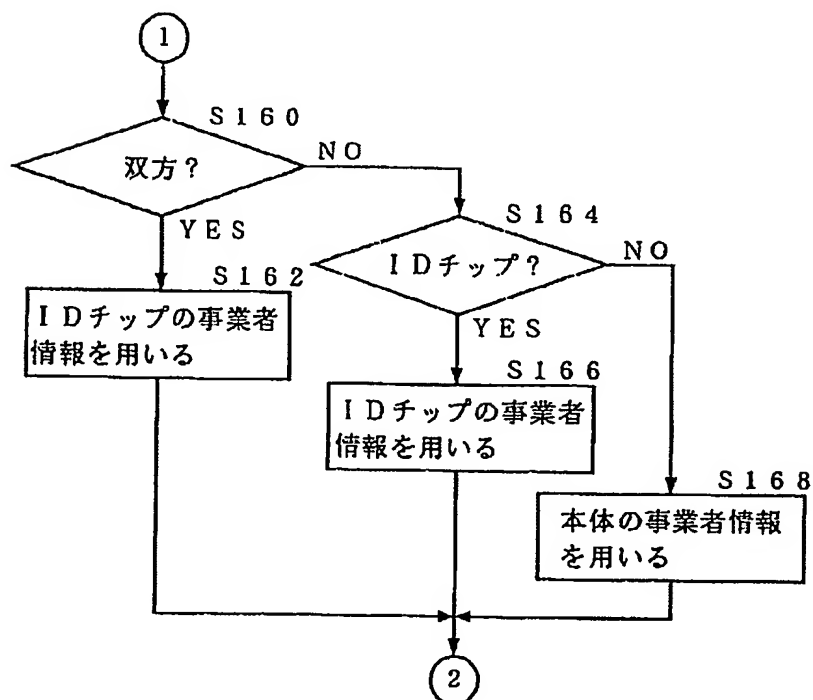 1
S160
双方？
NO
YES
S164
IDチップ？
NO
S162
IDチップの事業者
情報を用いる
YES
S166
IDチップの事業者
情報を用いる
S168
本体の事業者情報
を用いる
2